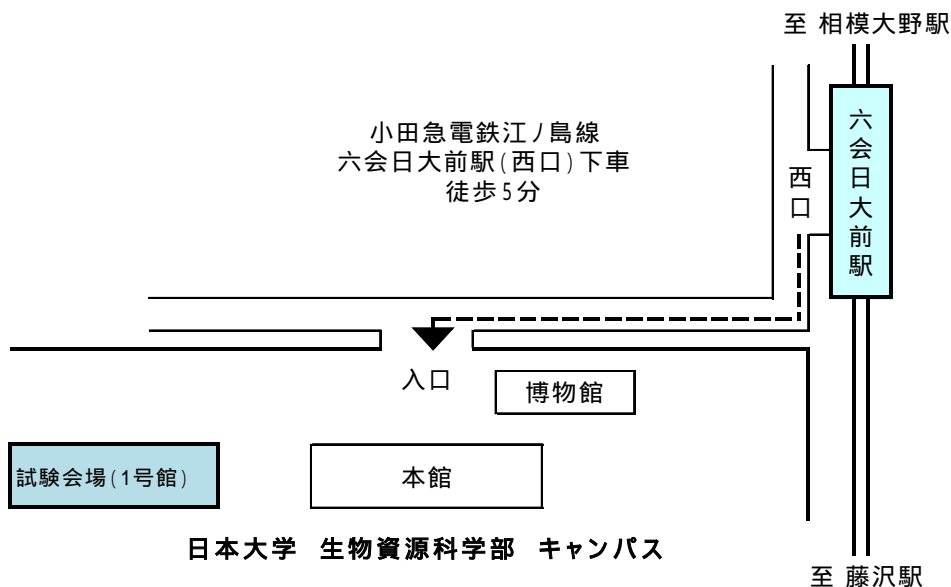 至 相模大野駅
小田急電鉄江ノ島線
六会日大前駅(西口)下車
徒歩5分
西口
六会日大前駅
入口
博物館
試験会場(1号館)
本館
日本大学 生物資源科学部 キャンパス
至 藤沢駅